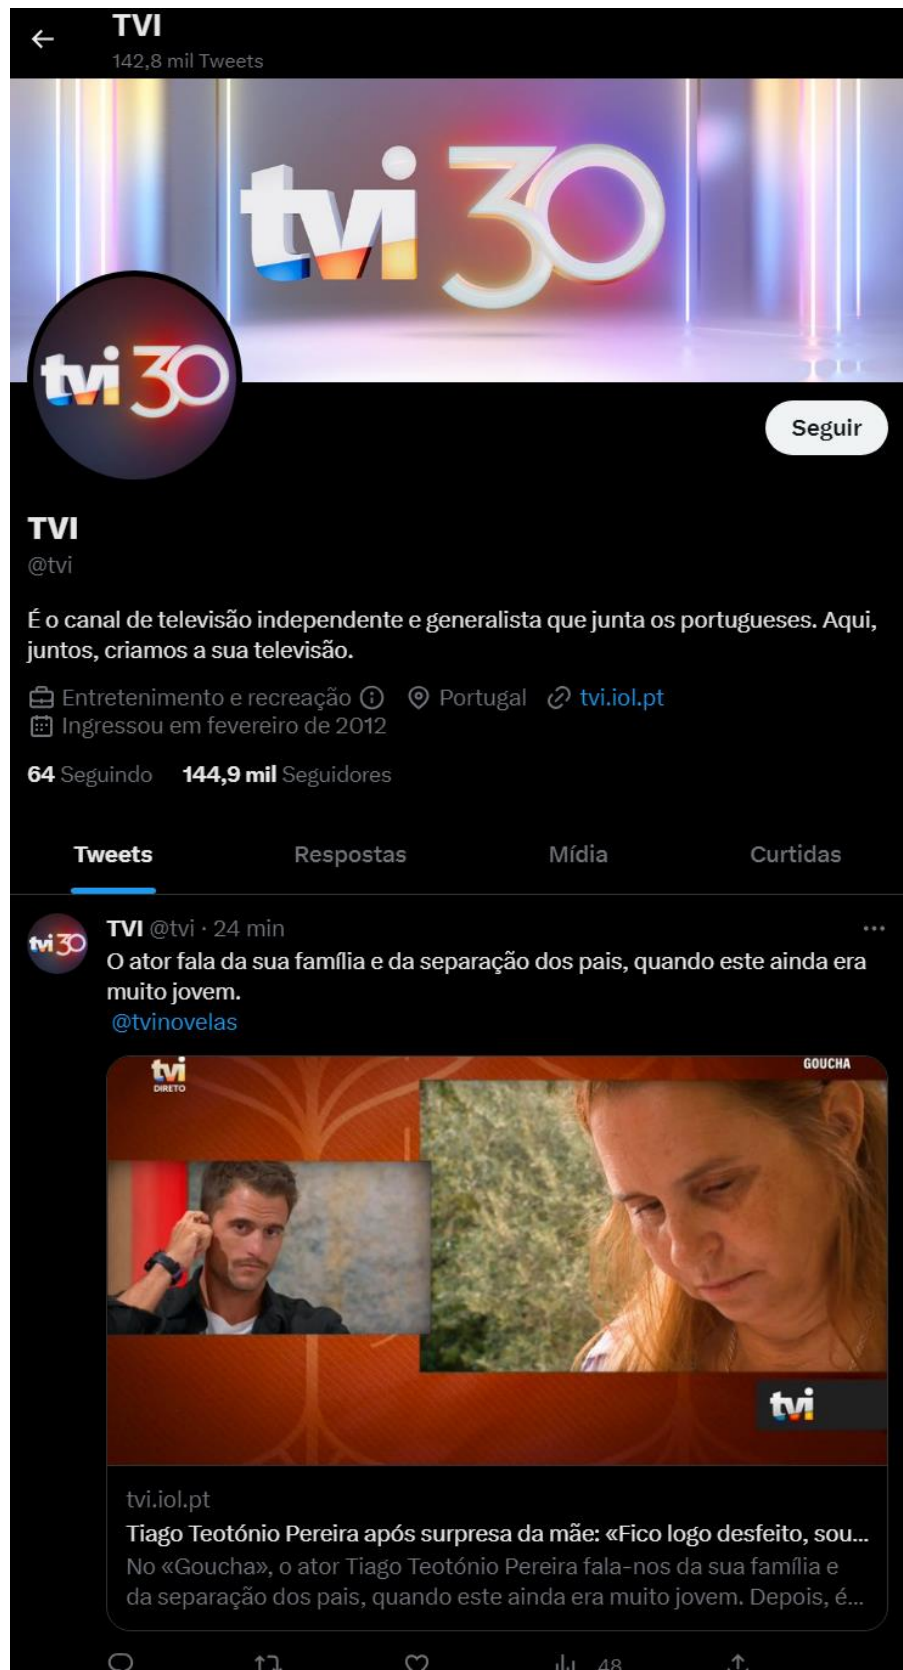 TVI
142,8 mil Tweets
tvi 30
tvi 30
Seguir
TVI
@tvi
É o canal de televisão independente e generalista que junta os portugueses. Aqui,
juntos, criamos a sua televisão.
Entretenimento e recreação Portugal tvi.iol.pt
Ingressou em fevereiro de 2012
64 Seguindo 144,9 mil Seguidores
Tweets Respostas Mídia Curtidas
tvi 30
TVI @tvi · 24 min
O ator fala da sua família e da separação dos pais, quando este ainda era
muito jovem.
@tvinovelas
tvi
DIRETO
GOUCHA
tvi
tvi.iol.pt
Tiago Teotónio Pereira após surpresa da mãe: «Fico logo desfeito, sou...
No «Goucha», o ator Tiago Teotónio Pereira fala-nos da sua família e
da separação dos pais, quando este ainda era muito jovem. Depois, é...
48